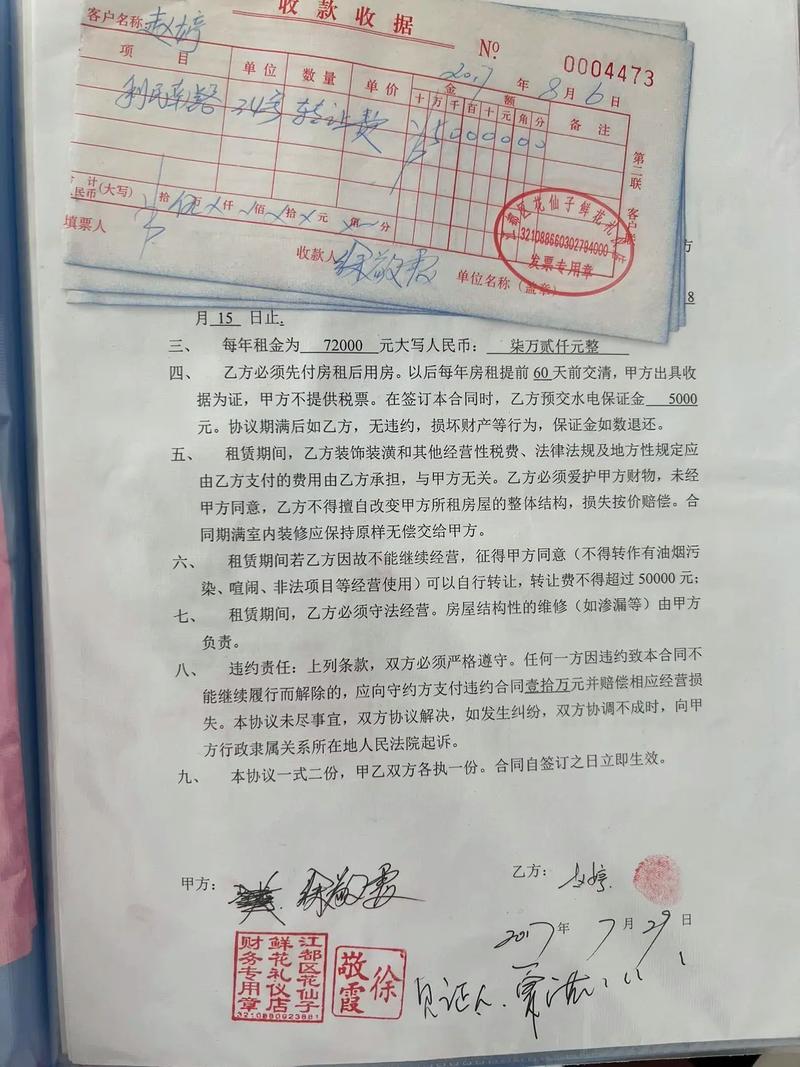 收款收据
客户名称 赵婷
№ 0004473
2017 年 8 月 6 日
项目 单位 数量 单价 金额 备注
十万千百十元角分
利民东路 34号 转让费 5000000
合计
人民币(大写) 拾 伍 万 仟 佰 拾 元 角 分
第二联 客户联
填票人
收款人 徐敬霞
单位名称(盖章)
江都区花仙子鲜花礼仪店
321088660302794000
发票专用章
方
8
月 15 日止.
三、 每年租金为 72000 元大写人民币： 柒万贰仟元整
四、 乙方必须先付房租后用房。以后每年房租提前 60 天前交清，甲方出具收
据为证，甲方不提供税票。在签订本合同时，乙方预交水电保证金 5000
元。协议期满后如乙方，无违约，损坏财产等行为，保证金如数退还。
五、 租赁期间，乙方装饰装潢和其他经营性税费、法律法规及地方性规定应
由乙方支付的费用由乙方承担，与甲方无关。乙方必须爱护甲方财物，未经
甲方同意，乙方不得擅自改变甲方所租房屋的整体结构，损失按价赔偿。合
同期满室内装修应保持原样无偿交给甲方。
六、 租赁期间若乙方因故不能继续经营，征得甲方同意（不得转作有油烟污
染、喧闹、非法项目等经营使用）可以自行转让，转让费不得超过 50000 元；
七、 租赁期间，乙方必须守法经营。房屋结构性的维修（如渗漏等）由甲方
负责。
八、 违约责任：上列条款，双方必须严格遵守。任何一方因违约致本合同不
能继续履行而解除的，应向守约方支付违约合同壹拾万元并赔偿相应经营损
失。本协议未尽事宜，双方协议解决，如发生纠纷，双方协调不成时，向甲
方行政隶属关系所在地人民法院起诉。
九、 本协议一式二份，甲乙双方各执一份。合同自签订之日立即生效。
甲方： 徐敬霞
乙方： 赵婷
2017 年 7 月 29 日
江都区花仙子
鲜花礼仪店
财务专用章
3210880923881
徐敬霞
见证人